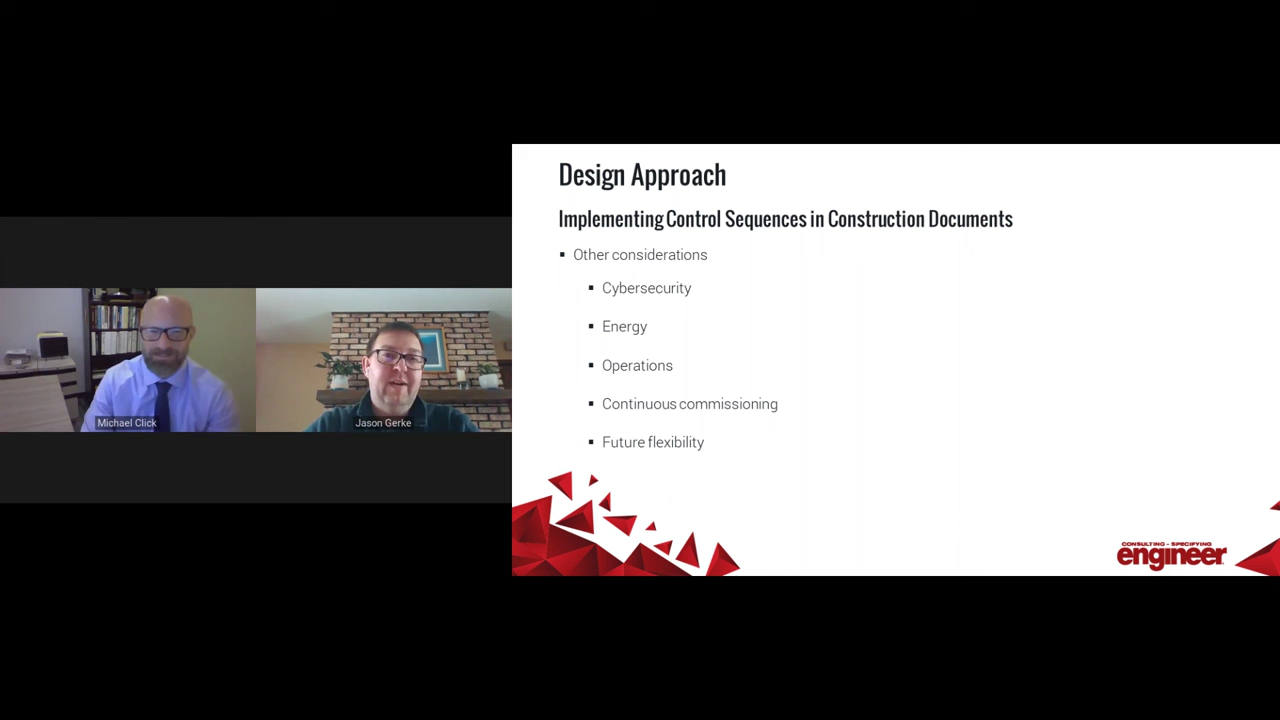 Michael Click
Jason Gerke
Design Approach
Implementing Control Sequences in Construction Documents
Other considerations
Cybersecurity
Energy
Operations
Continuous commissioning
Future flexibility
CONSULTING - SPECIFYING
engineer